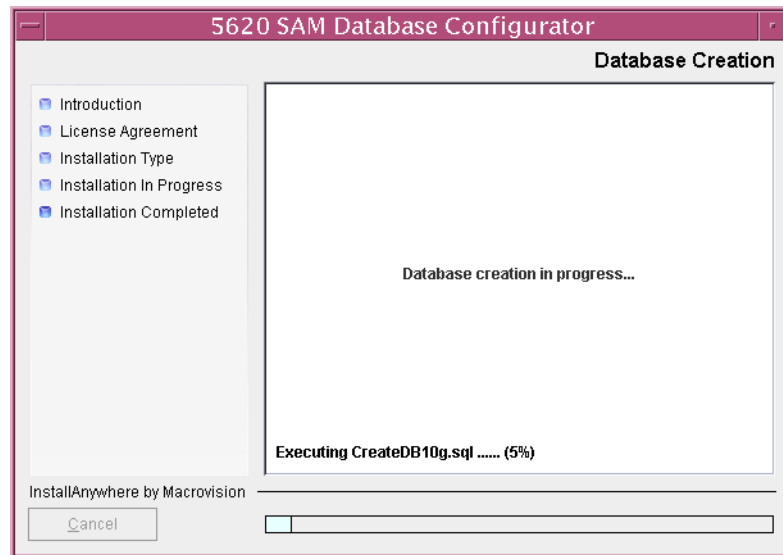 5620 SAM Database Configurator
Database Creation
Introduction
License Agreement
Installation Type
Installation In Progress
Installation Completed
Database creation in progress...
Executing CreateDB10g.sql ...... (5%)
InstallAnywhere by Macrovision
Cancel